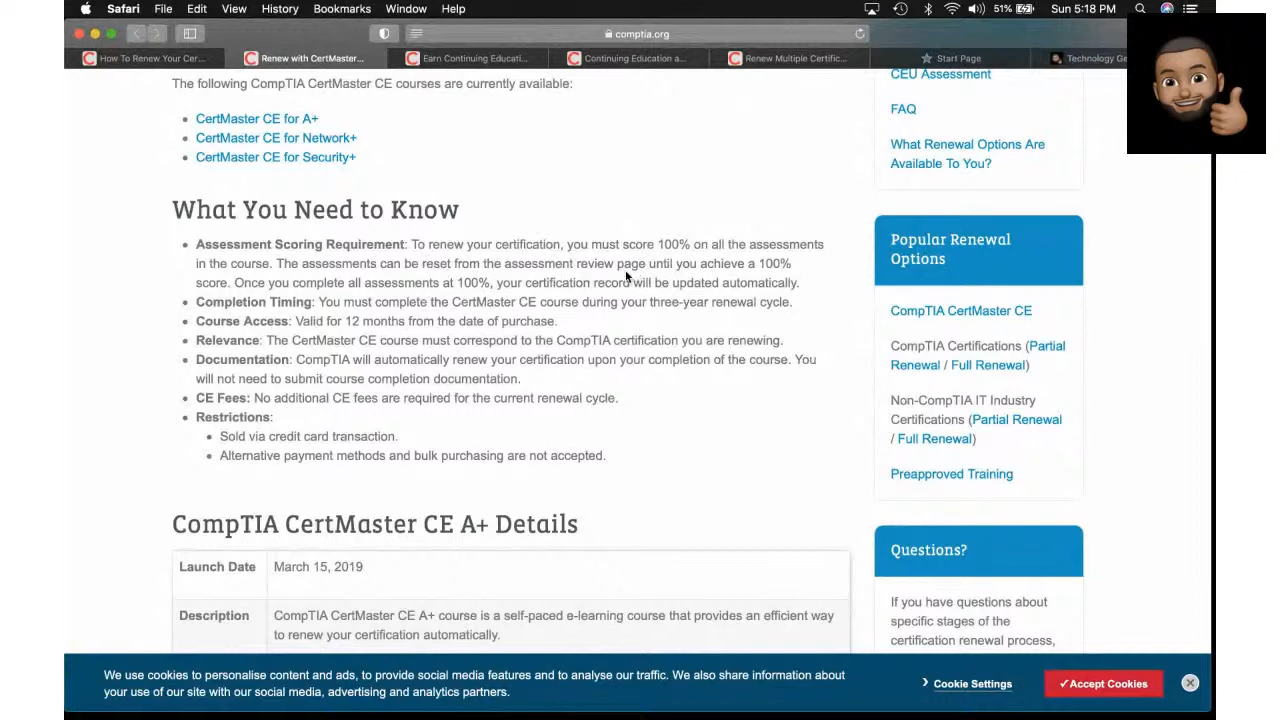 Safari File Edit View History Bookmarks Window Help 51% Sun 5:18 PM
comptia.org
How To Renew Your Cer... Renew with CertMaster... Earn Continuing Educati... Continuing Education a... Renew Multiple Certific... Start Page Technology Ge
The following CompTIA CertMaster CE courses are currently available:
CertMaster CE for A+
CertMaster CE for Network+
CertMaster CE for Security+
What You Need to Know
Assessment Scoring Requirement: To renew your certification, you must score 100% on all the assessments
in the course. The assessments can be reset from the assessment review page until you achieve a 100%
score. Once you complete all assessments at 100%, your certification record will be updated automatically.
Completion Timing: You must complete the CertMaster CE course during your three-year renewal cycle.
Course Access: Valid for 12 months from the date of purchase.
Relevance: The CertMaster CE course must correspond to the CompTIA certification you are renewing.
Documentation: CompTIA will automatically renew your certification upon your completion of the course. You
will not need to submit course completion documentation.
CE Fees: No additional CE fees are required for the current renewal cycle.
Restrictions:
Sold via credit card transaction.
Alternative payment methods and bulk purchasing are not accepted.
CompTIA CertMaster CE A+ Details
Launch Date March 15, 2019
Description CompTIA CertMaster CE A+ course is a self-paced e-learning course that provides an efficient way
to renew your certification automatically.
CEU Assessment
FAQ
What Renewal Options Are
Available To You?
Popular Renewal
Options
CompTIA CertMaster CE
CompTIA Certifications (Partial
Renewal / Full Renewal)
Non-CompTIA IT Industry
Certifications (Partial Renewal
/ Full Renewal)
Preapproved Training
Questions?
If you have questions about
specific stages of the
certification renewal process,
We use cookies to personalise content and ads, to provide social media features and to analyse our traffic. We also share information about
your use of our site with our social media, advertising and analytics partners.
Cookie Settings
✓Accept Cookies